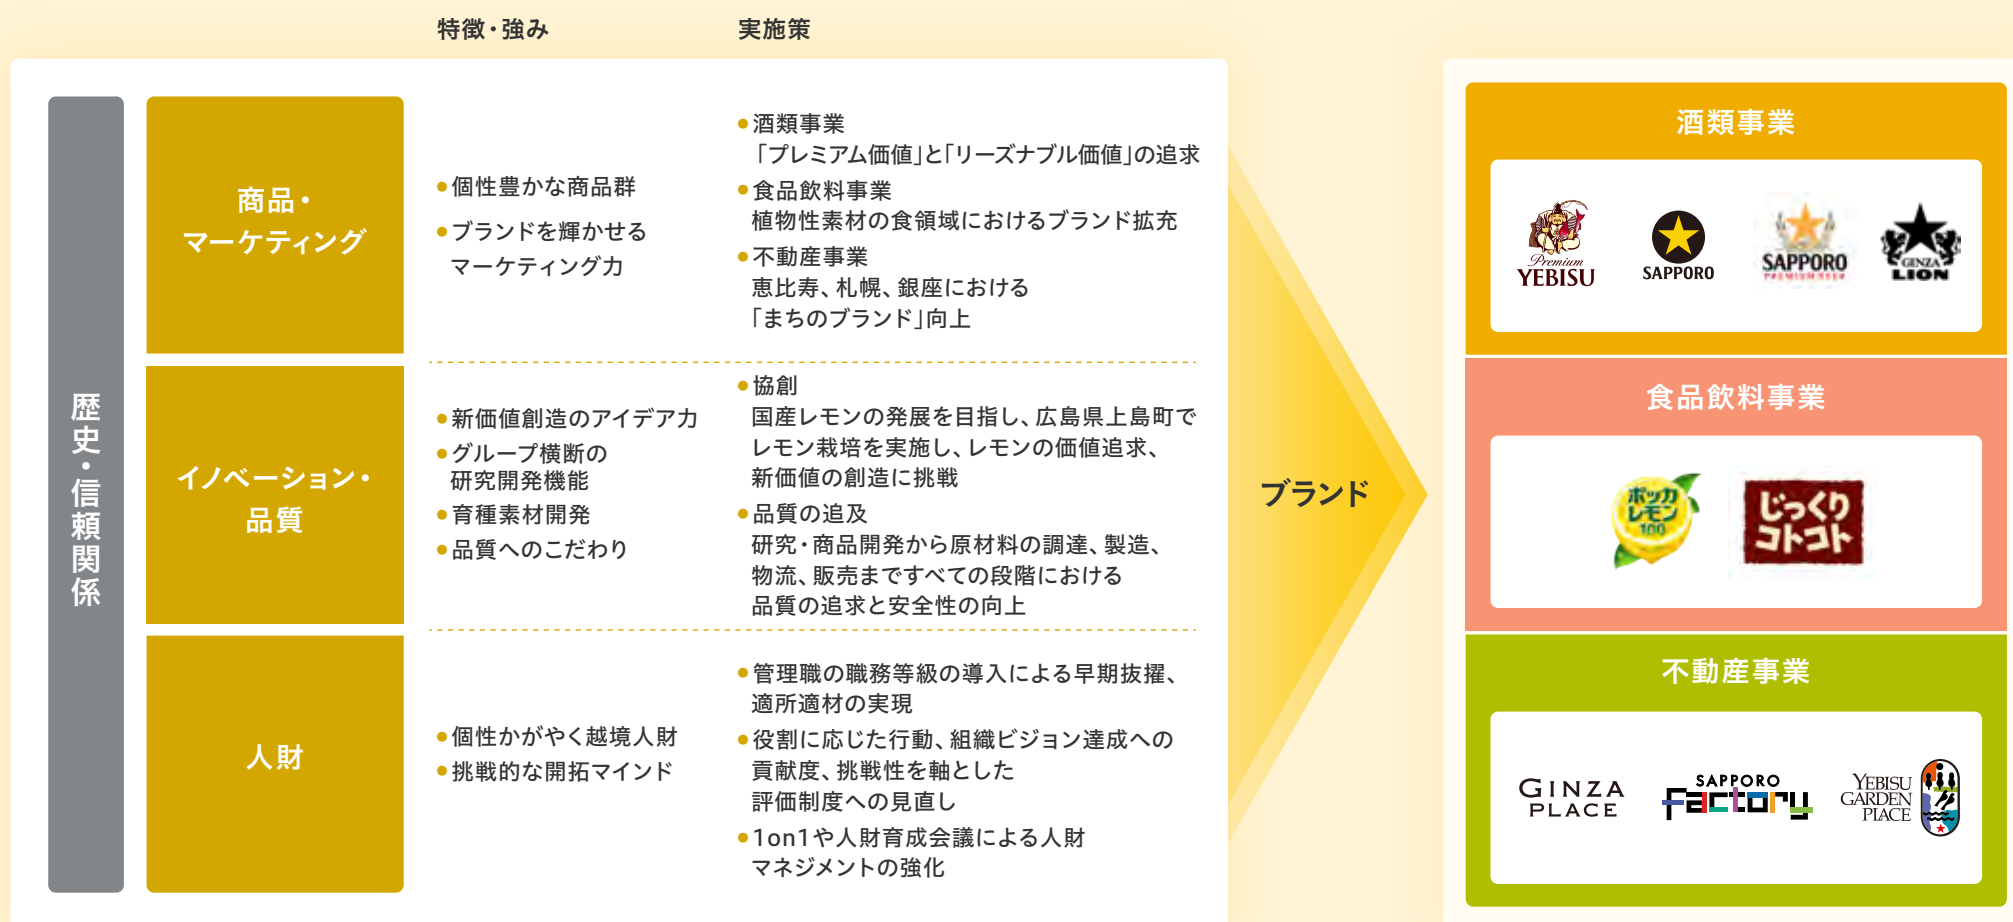 特徴・強み
実施策
歴史・信頼関係
商品・
マーケティング
●個性豊かな商品群
●ブランドを輝かせる
マーケティング力
●酒類事業
「プレミアム価値」と「リーズナブル価値」の追求
●食品飲料事業
植物性素材の食領域におけるブランド拡充
●不動産事業
恵比寿、札幌、銀座における
「まちのブランド」向上
イノベーション・
品質
●新価値創造のアイデア力
●グループ横断の
研究開発機能
●育種素材開発
●品質へのこだわり
●協創
国産レモンの発展を目指し、広島県上島町で
レモン栽培を実施し、レモンの価値追求、
新価値の創造に挑戦
●品質の追及
研究・商品開発から原材料の調達、製造、
物流、販売まですべての段階における
品質の追求と安全性の向上
人財
●個性かがやく越境人財
●挑戦的な開拓マインド
●管理職の職務等級の導入による早期抜擢、
適所適材の実現
●役割に応じた行動、組織ビジョン達成への
貢献度、挑戦性を軸とした
評価制度への見直し
●1on1や人財育成会議による人財
マネジメントの強化
ブランド
酒類事業
Premium
YEBISU
SAPPORO
SAPPORO
PREMIUM BEER
GINZA
LION
食品飲料事業
ポッカ
レモン
100
じっくり
コトコト
不動産事業
GINZA
PLACE
SAPPORO
Factory
YEBISU
GARDEN
PLACE